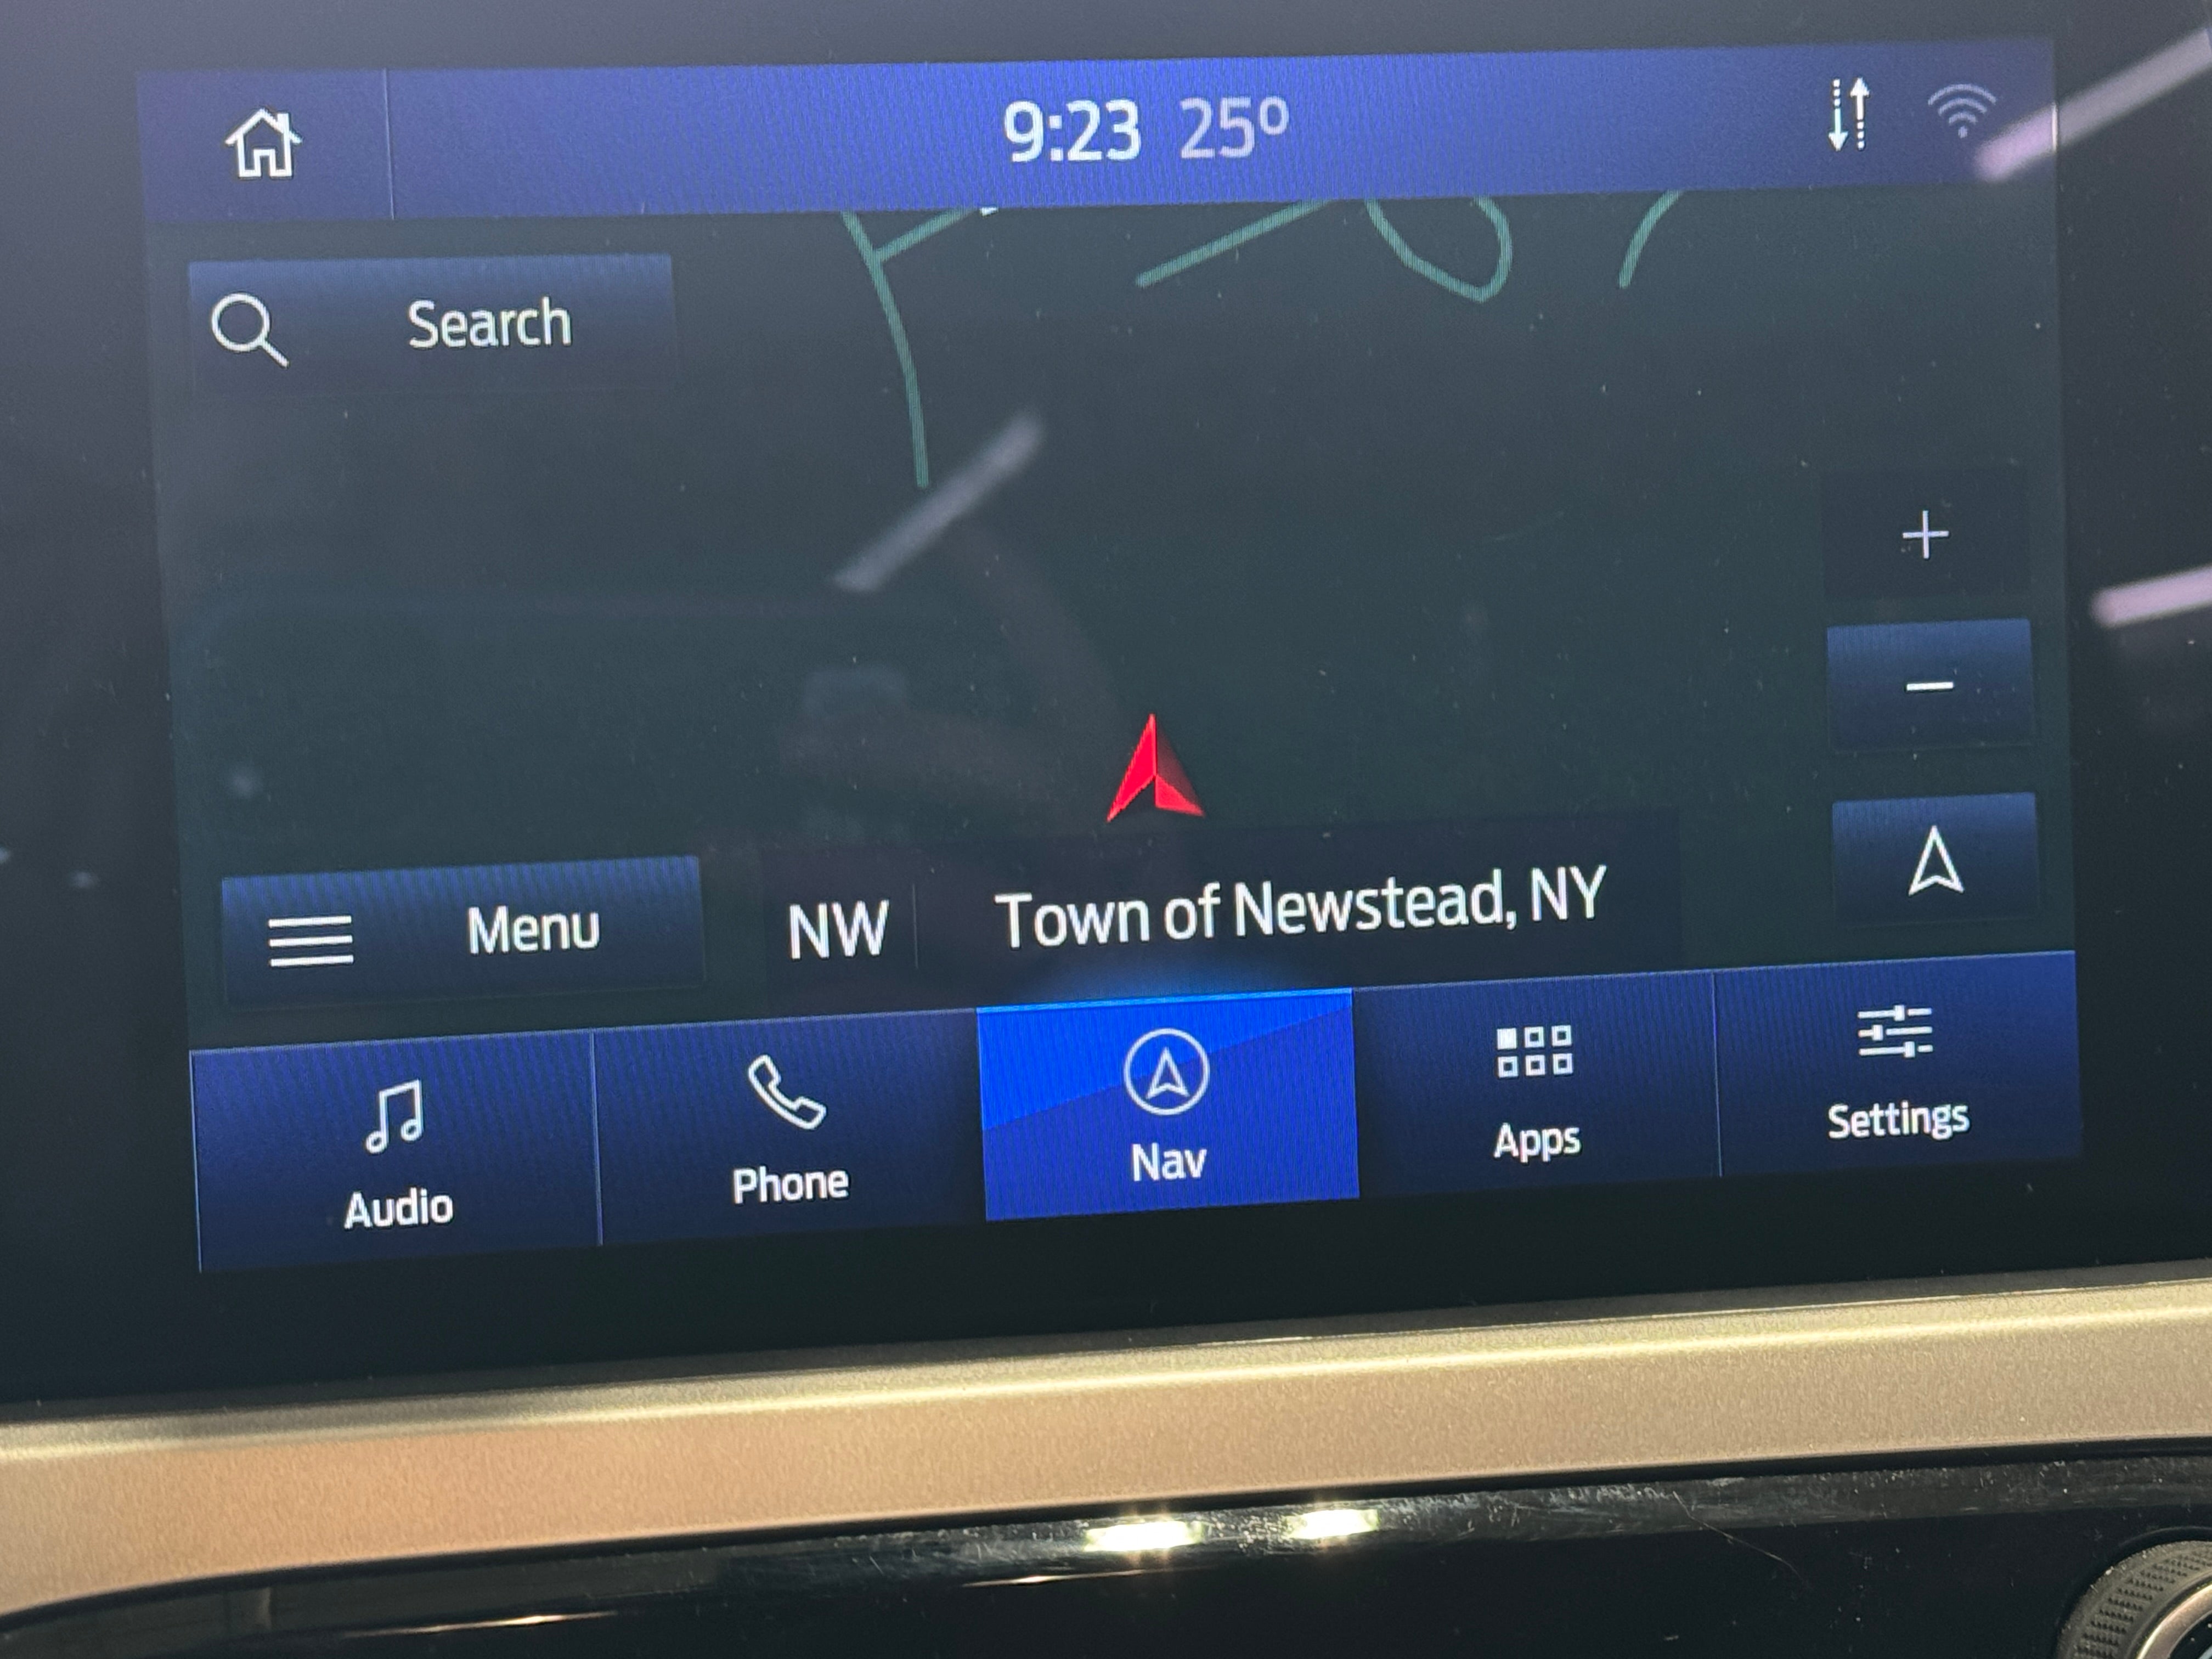 9:23 25°
Search
+
−
Menu
NW Town of Newstead, NY
Audio
Phone
Nav
Apps
Settings